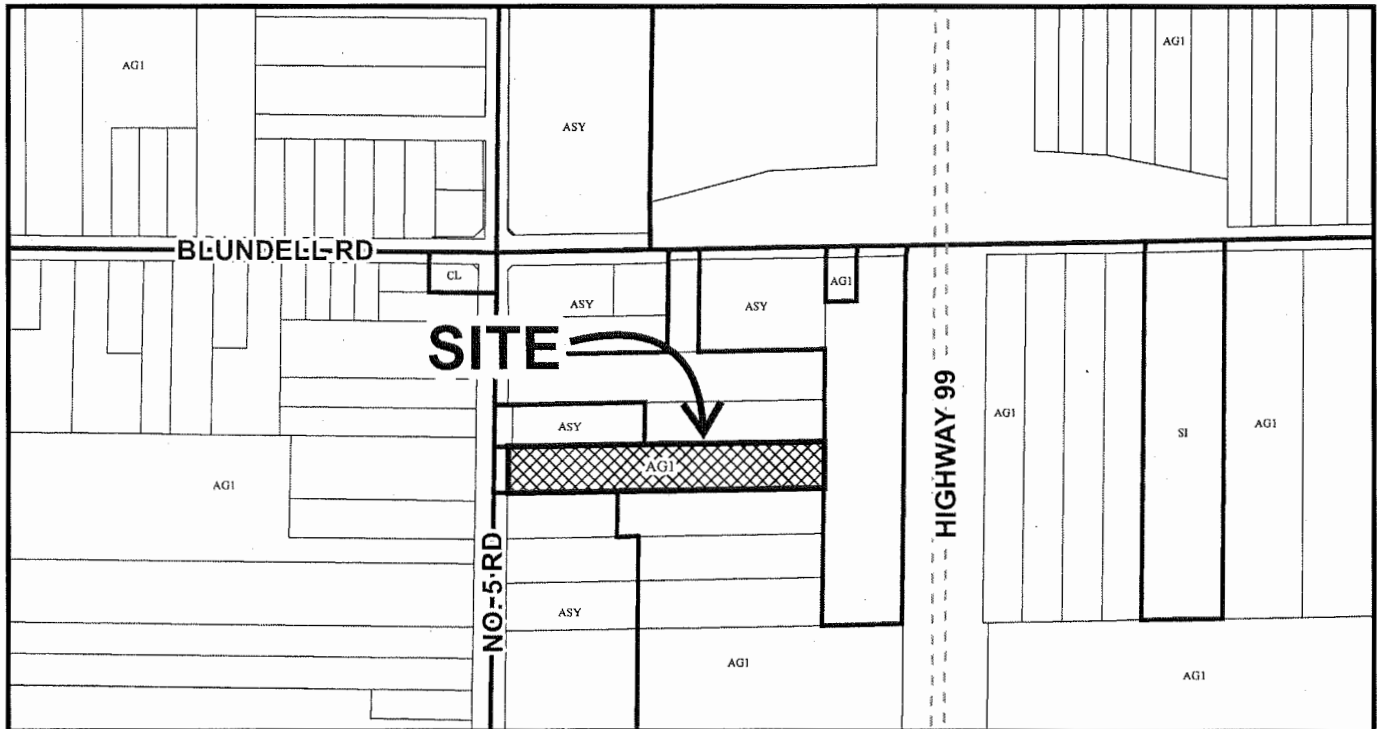 AG1
AG1
ASY
BLUNDELL RD
CL
ASY
ASY
AG1
SITE
ASY
AG1
AG1
HIGHWAY 99
AG1
SI
AG1
NO. 5 RD
ASY
AG1
AG1